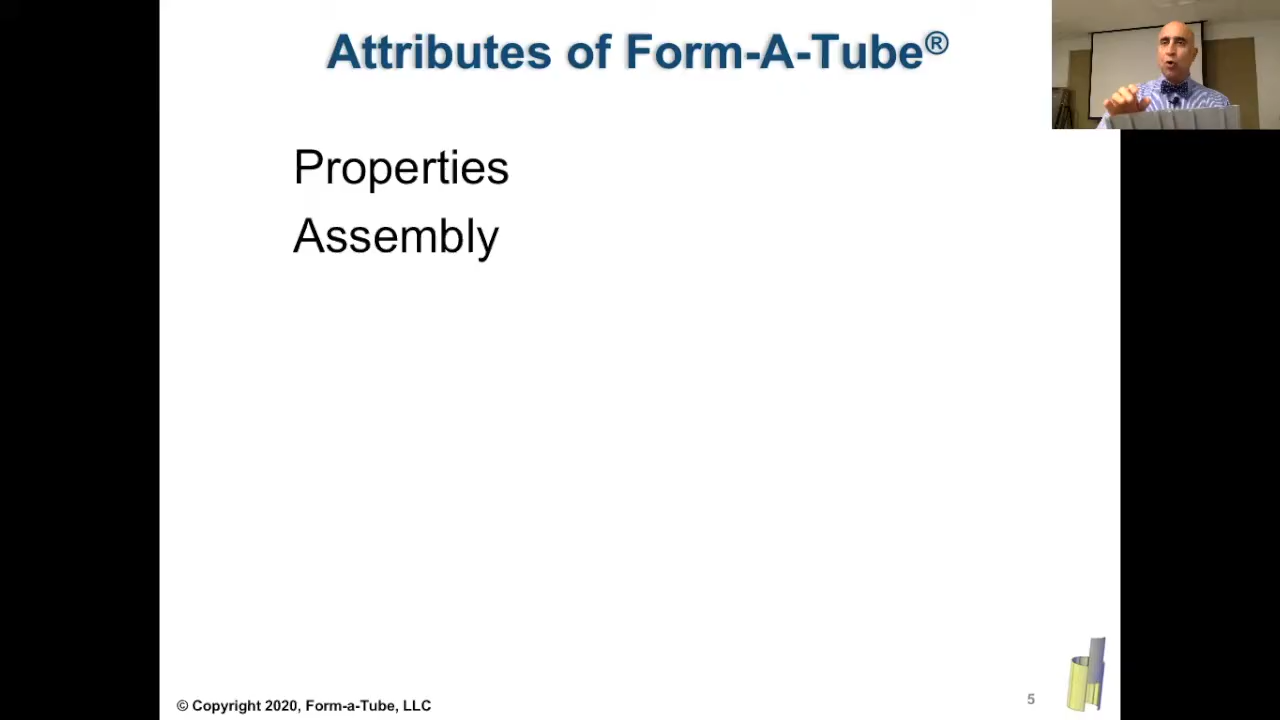 Attributes of Form-A-Tube®
Properties
Assembly
© Copyright 2020, Form-a-Tube, LLC
5